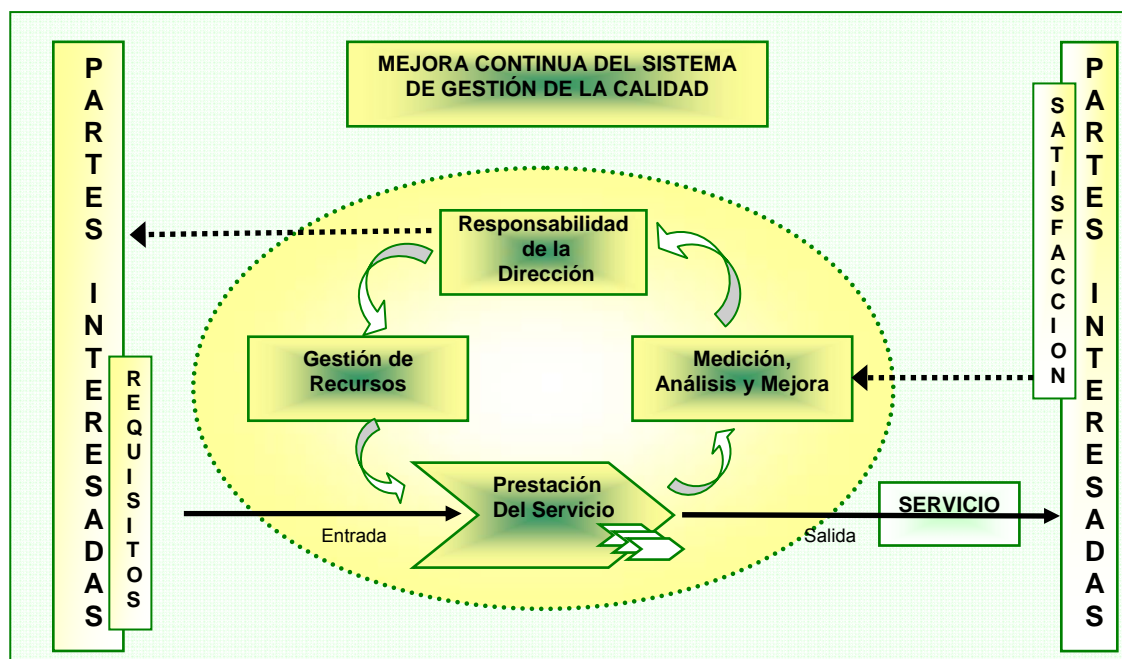 PARTES INTERESADAS
REQUISITOS
MEJORA CONTINUA DEL SISTEMA
DE GESTIÓN DE LA CALIDAD
Responsabilidad
de la
Dirección
Gestión de
Recursos
Medición,
Análisis y Mejora
Prestación
Del Servicio
Entrada
Salida
SERVICIO
SATISFACCION
PARTES INTERESADAS